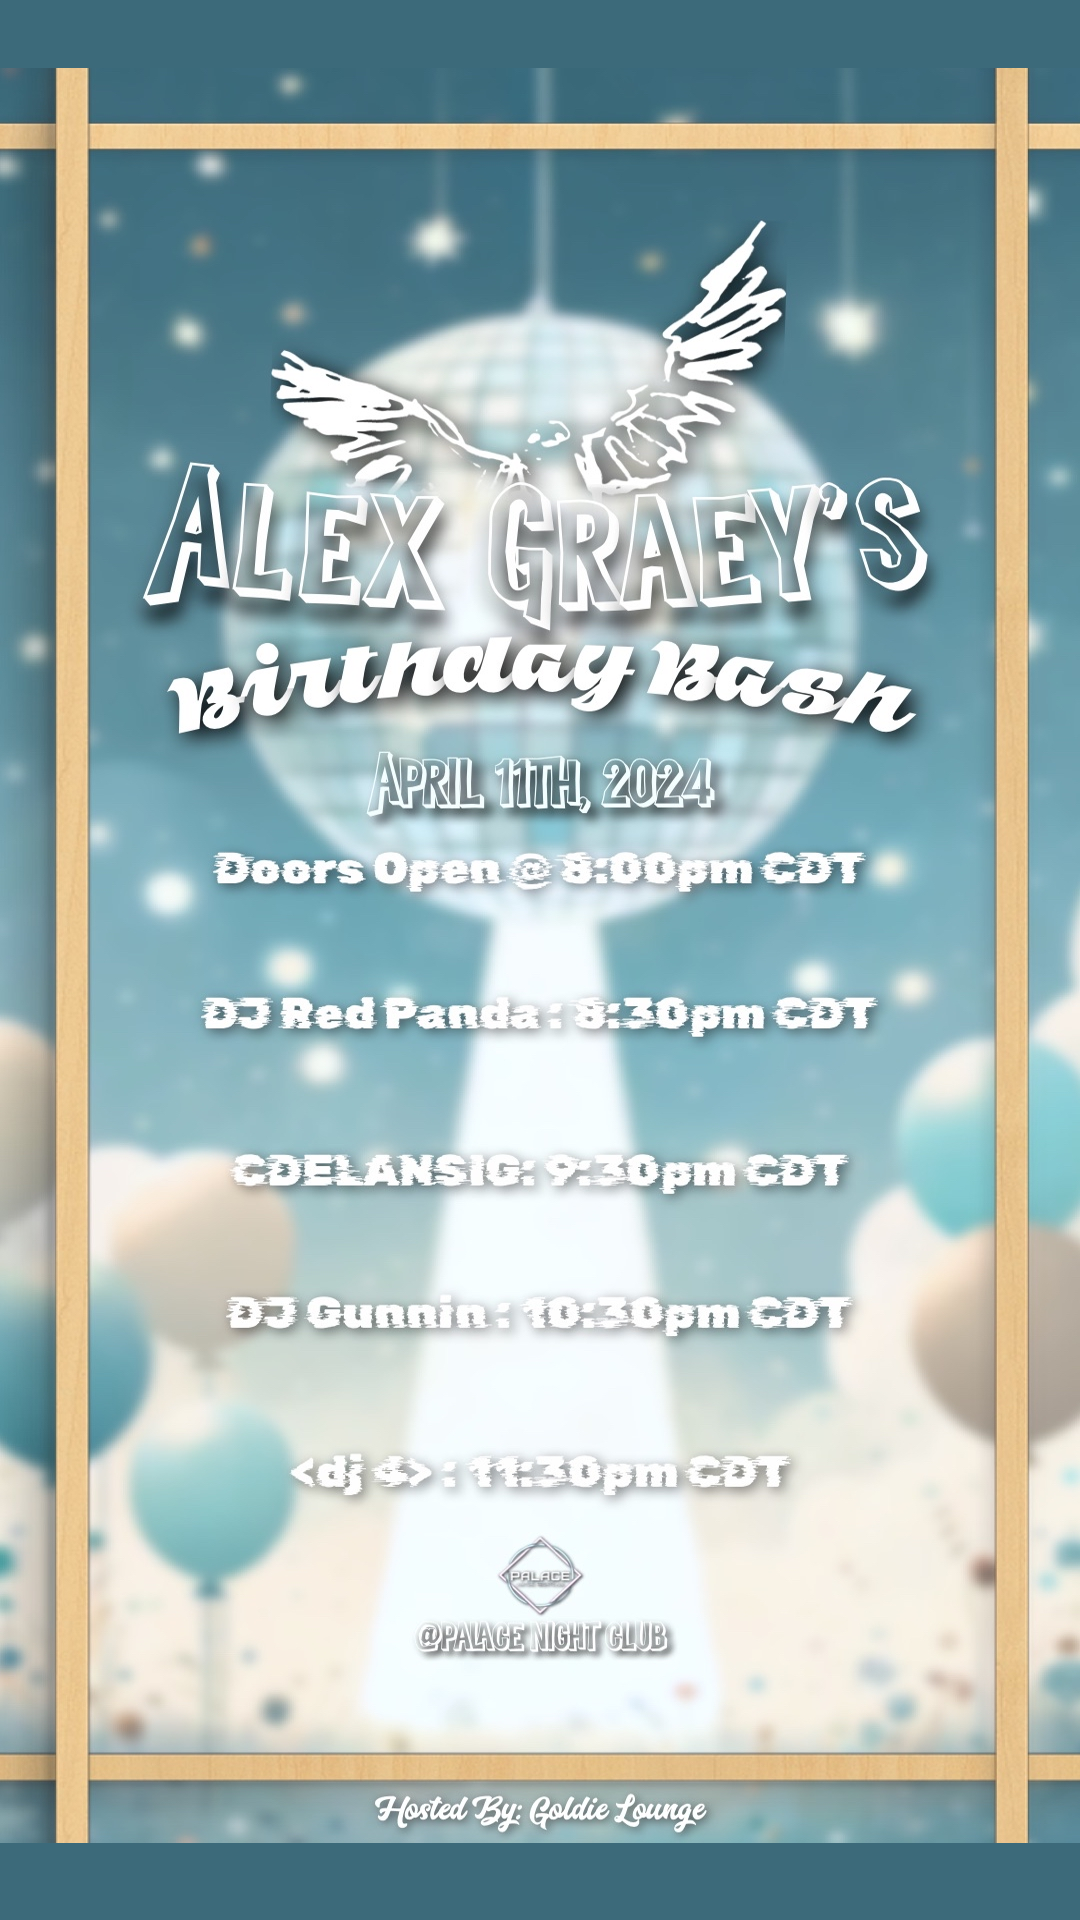 Alex Graey's
Birthday Bash
April 11th, 2024
Doors Open @ 8:00pm CDT
DJ Red Panda : 8:30pm CDT
CDELANSIG: 9:30pm CDT
DJ Gunnin : 10:30pm CDT
<dj 4> : 11:30pm CDT
PALACE
@Palace Night Club
Hosted By: Goldie Lounge